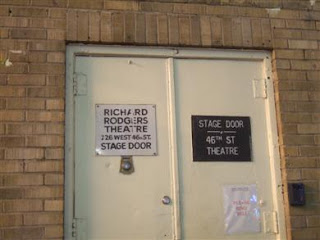 RICHARD
RODGERS
THEATRE
226 WEST 46th ST.
STAGE DOOR
STAGE DOOR
46TH ST
THEATRE